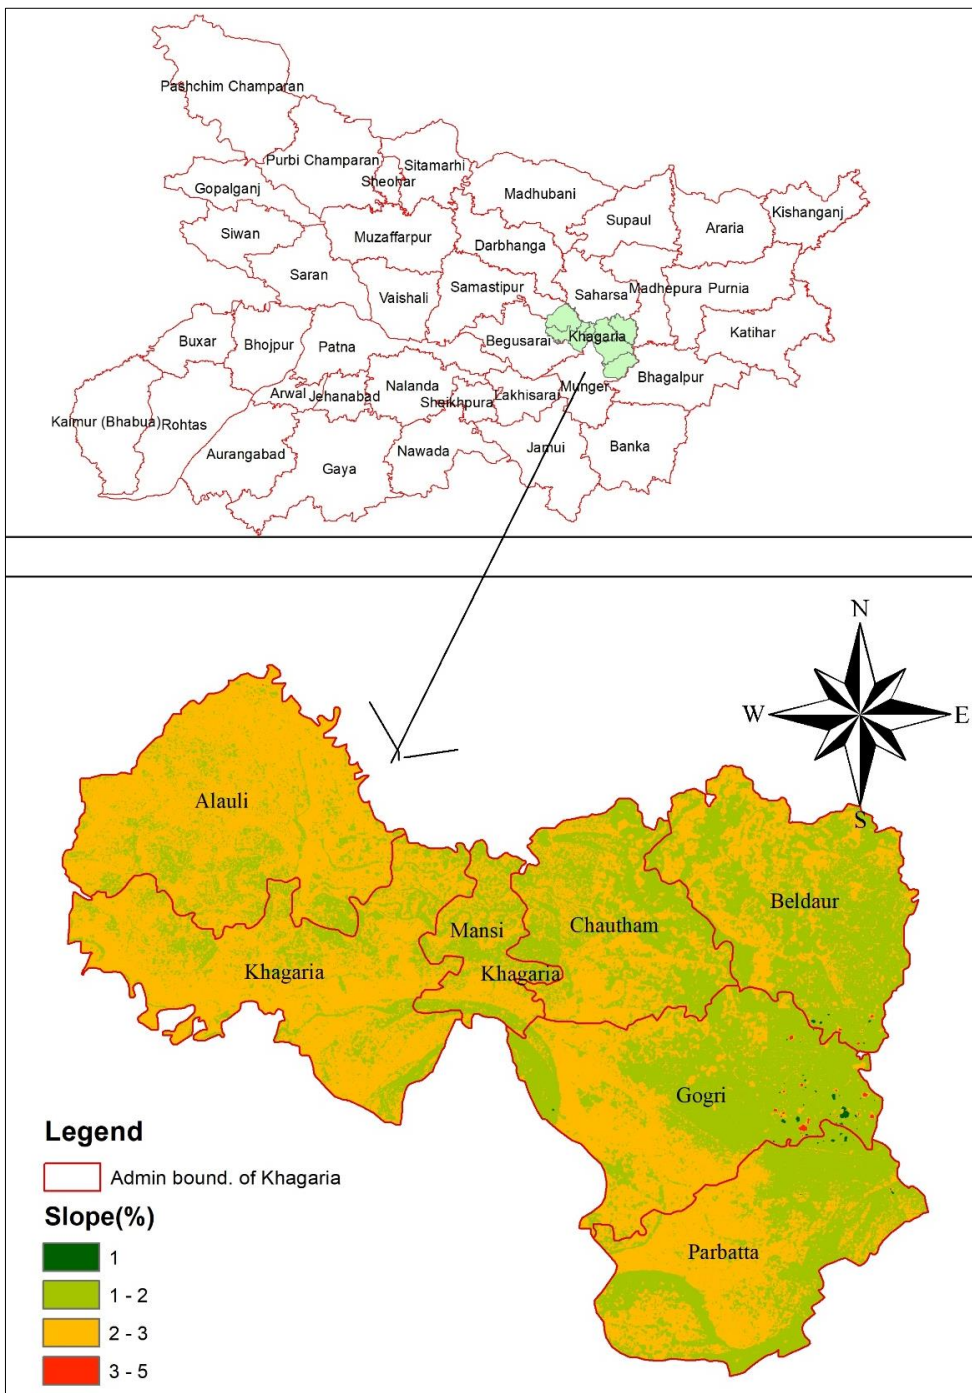 Pashchim Champaran
Purbi Champaran
Sitamarhi
Sheohar
Gopalganj
Madhubani
Kishanganj
Supaul
Araria
Siwan
Muzaffarpur
Darbhanga
Saran
Vaishali
Samastipur
Saharsa
Madhepura
Purnia
Buxar
Bhojpur
Patna
Begusarai
Khagaria
Katihar
Nalanda
Munger
Bhagalpur
Arwal
Jehanabad
Sheikhpura
Lakhisarai
Kaimur (Bhabua)
Rohtas
Aurangabad
Gaya
Nawada
Jamui
Banka
N
W
E
S
Alauli
Beldaur
Mansi
Chautham
Khagaria
Khagaria
Gogri
Parbatta
Legend
Admin bound. of Khagaria
Slope(%)
1
1 - 2
2 - 3
3 - 5